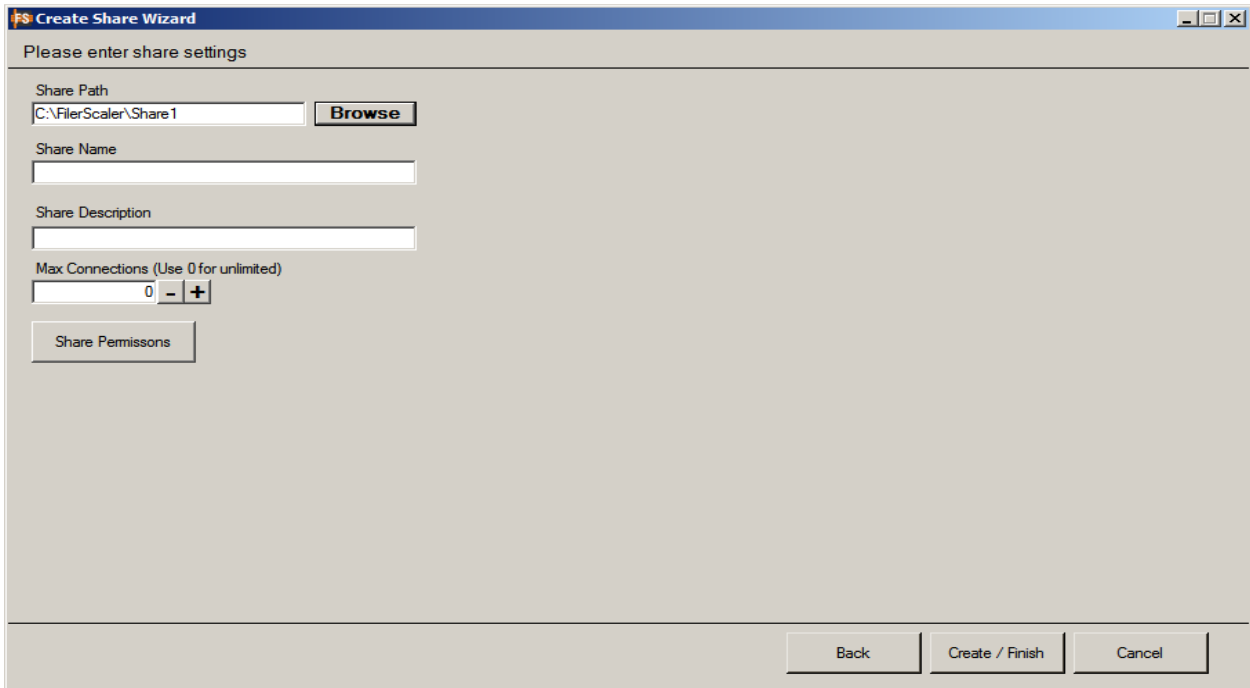 FS Create Share Wizard
Please enter share settings
Share Path
C:\FilerScaler\Share1 Browse
Share Name
Share Description
Max Connections (Use 0 for unlimited)
0 - +
Share Permissons
Back Create / Finish Cancel